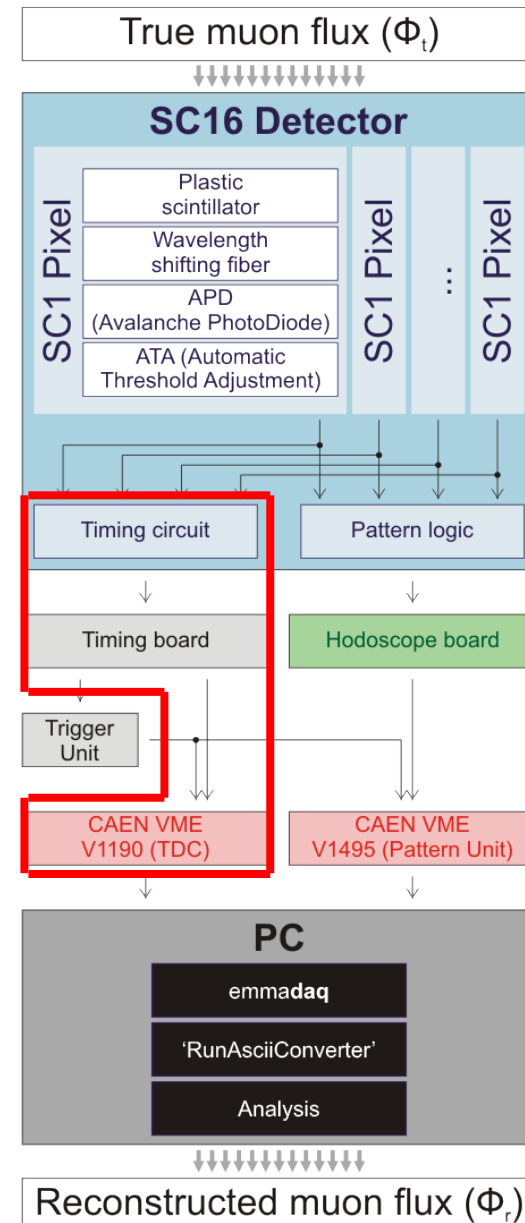 True muon flux (Φt)
SC16 Detector
SC1 Pixel
Plastic
scintillator
Wavelength
shifting fiber
APD
(Avalanche PhotoDiode)
ATA (Automatic
Threshold Adjustment)
SC1 Pixel
...
SC1 Pixel
Timing circuit
Pattern logic
Timing board
Hodoscope board
Trigger
Unit
CAEN VME
V1190 (TDC)
CAEN VME
V1495 (Pattern Unit)
PC
emmadaq
‘RunAsciiConverter’
Analysis
Reconstructed muon flux (Φr)